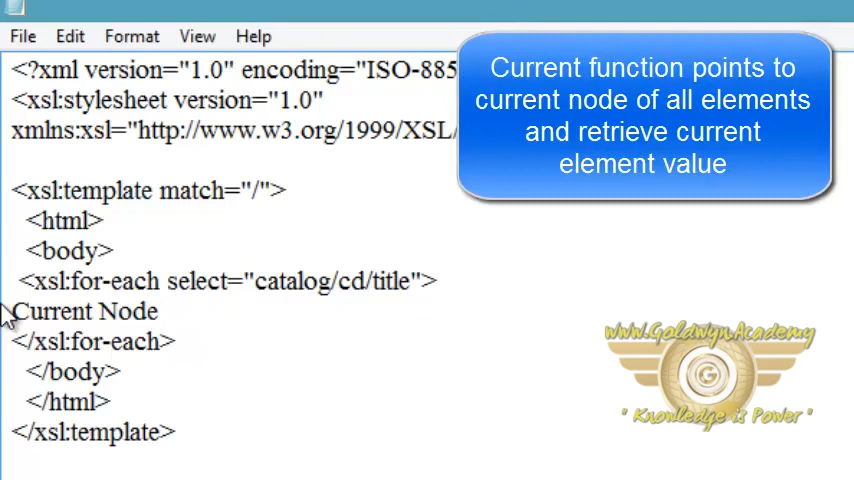 File Edit Format View Help
<?xml version="1.0" encoding="ISO-885
<xsl:stylesheet version="1.0"
xmlns:xsl="http://www.w3.org/1999/XSL/
<xsl:template match="/">
<html>
<body>
<xsl:for-each select="catalog/cd/title">
Current Node
</xsl:for-each>
</body>
</html>
</xsl:template>
Current function points to
current node of all elements
and retrieve current
element value
www.GoldwynAcademy
G
" Knowledge is Power "